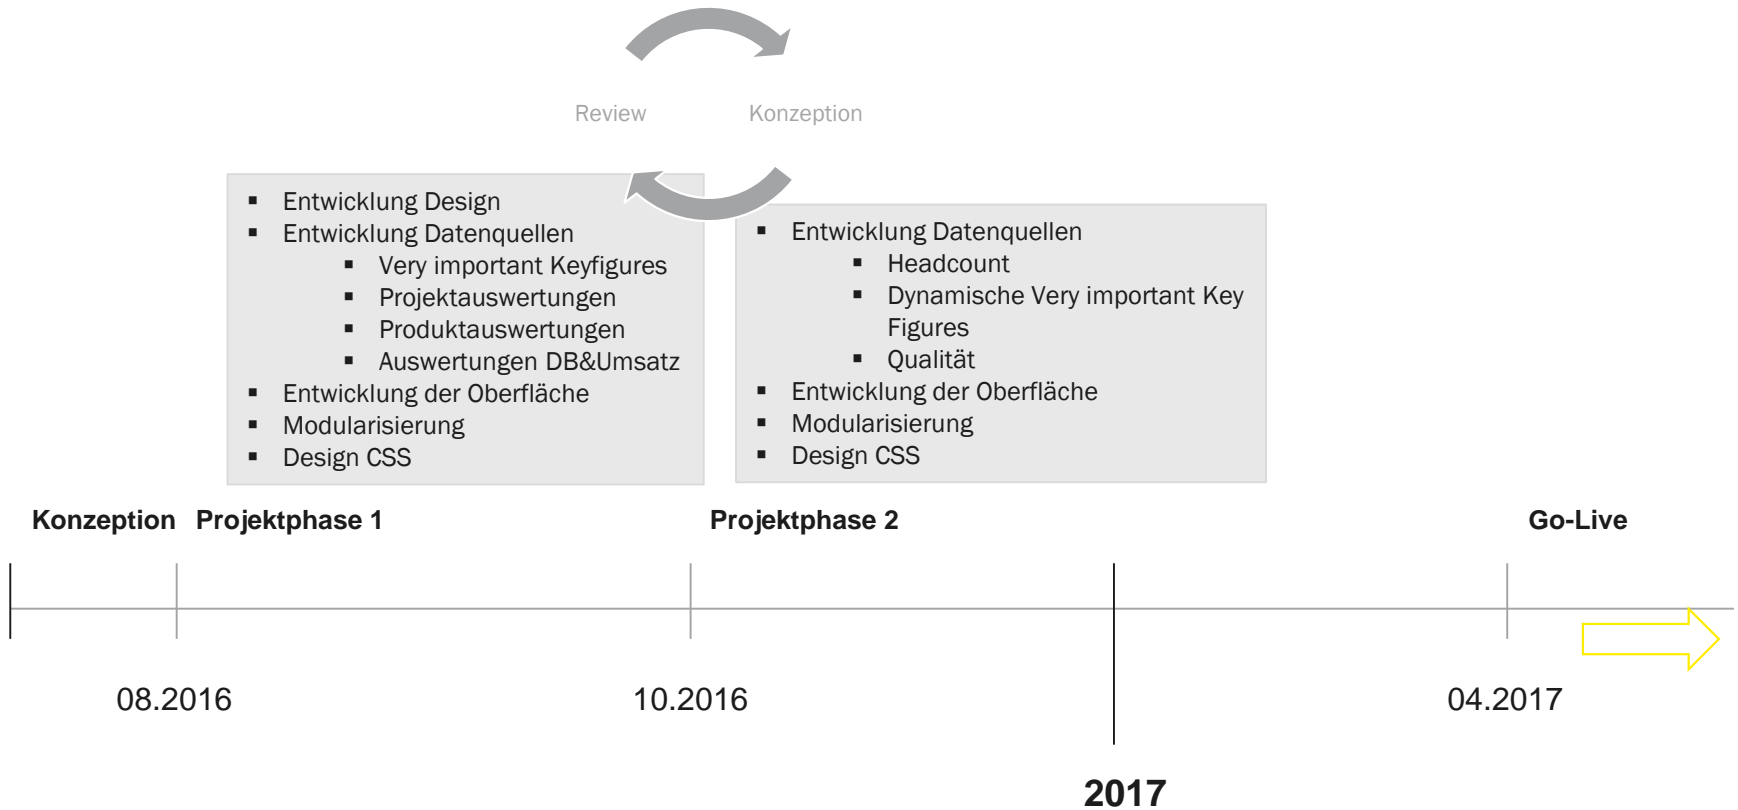 Review
Konzeption
▪ Entwicklung Design
▪ Entwicklung Datenquellen
▪ Very important Keyfigures
▪ Projektauswertungen
▪ Produktauswertungen
▪ Auswertungen DB&Umsatz
▪ Entwicklung der Oberfläche
▪ Modularisierung
▪ Design CSS
▪ Entwicklung Datenquellen
▪ Headcount
▪ Dynamische Very important Key
Figures
▪ Qualität
▪ Entwicklung der Oberfläche
▪ Modularisierung
▪ Design CSS
Konzeption
Projektphase 1
Projektphase 2
Go-Live
08.2016
10.2016
04.2017
2017